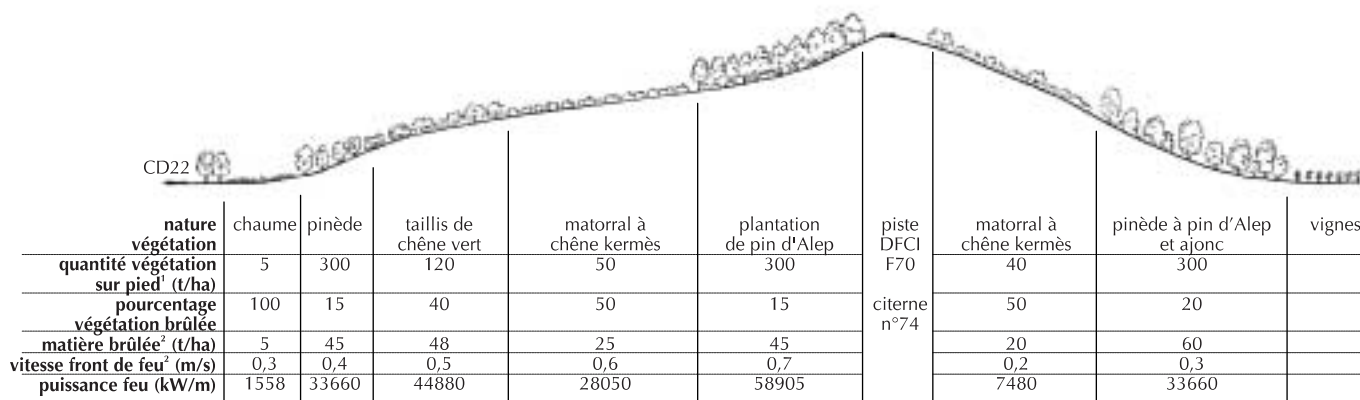 CD22
nature végétation chaume pinède taillis de chêne vert matorral à chêne kermès plantation de pin d'Alep piste DFCI F70 matorral à chêne kermès pinède à pin d'Alep et ajonc vignes
quantité végétation sur pied¹ (t/ha) 5 300 120 50 300 40 300
pourcentage végétation brûlée 100 15 40 50 15 citerne n°74 50 20
matière brûlée² (t/ha) 5 45 48 25 45 20 60
vitesse front de feu² (m/s) 0,3 0,4 0,5 0,6 0,7 0,2 0,3
puissance feu (kW/m) 1558 33660 44880 28050 58905 7480 33660